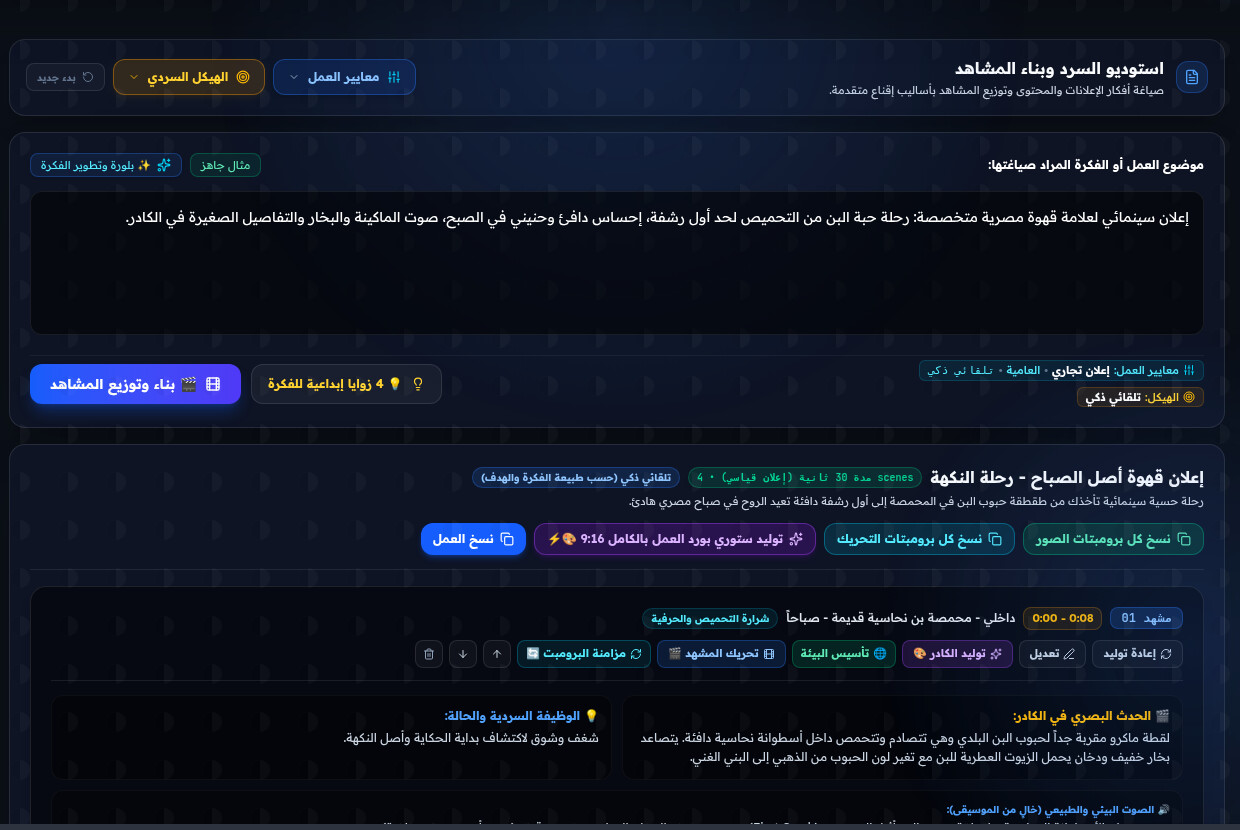 استوديو السرد وبناء المشاهد
صياغة أفكار الإعلانات والمحتوى وتوزيع المشاهد بأساليب إقناع متقدمة.
معايير العمل
الهيكل السردي
بدء جديد
موضوع العمل أو الفكرة المراد صياغتها:
مثال جاهز
✨ بلورة وتطوير الفكرة
إعلان سينمائي لعلامة قهوة مصرية متخصصة: رحلة حبة البن من التحميص لحد أول رشفة، إحساس دافئ وحنيني في الصبح، صوت الماكينة والبخار والتفاصيل الصغيرة في الكادر.
معايير العمل: إعلان تجاري • العامية • تلقائي ذكي
الهيكل: تلقائي ذكي
💡 4 زوايا إبداعية للفكرة
🎬 بناء وتوزيع المشاهد
إعلان قهوة أصل الصباح - رحلة النكهة
4 • مدة 30 ثانية (إعلان قياسي) scenes
تلقائي ذكي (حسب طبيعة الفكرة والهدف)
رحلة حسية سينمائية تأخذك من طقطقة حبوب البن في المحمصة إلى أول رشفة دافئة تعيد الروح في صباح مصري هادئ.
نسخ كل برومبتات الصور
نسخ كل برومبتات التحريك
توليد ستوري بورد العمل بالكامل 9:16 🎨⚡
نسخ العمل
مشهد 01
0:00 - 0:08
داخلي - محمصة بن نحاسية قديمة - صباحاً
شرارة التحميص والحرفية
إعادة توليد
تعديل
توليد الكادر 🎨
🌐 تأسيس البيئة
تحريك المشهد 🎬
مزامنة البرومبت 🔄
🎬 الحدث البصري في الكادر:
لقطة ماكرو مقربة جداً لحبوب البن البلدي وهي تتصادم وتتحمص داخل أسطوانة نحاسية دافئة. يتصاعد
بخار خفيف ودخان يحمل الزيوت العطرية للبن مع تغير لون الحبوب من الذهبي إلى البني الغني.
💡 الوظيفة السردية والحالة:
شغف وشوق لاكتشاف بداية الحكاية وأصل النكهة.
🔊 الصوت البيئي والطبيعي (خالٍ من الموسيقى):